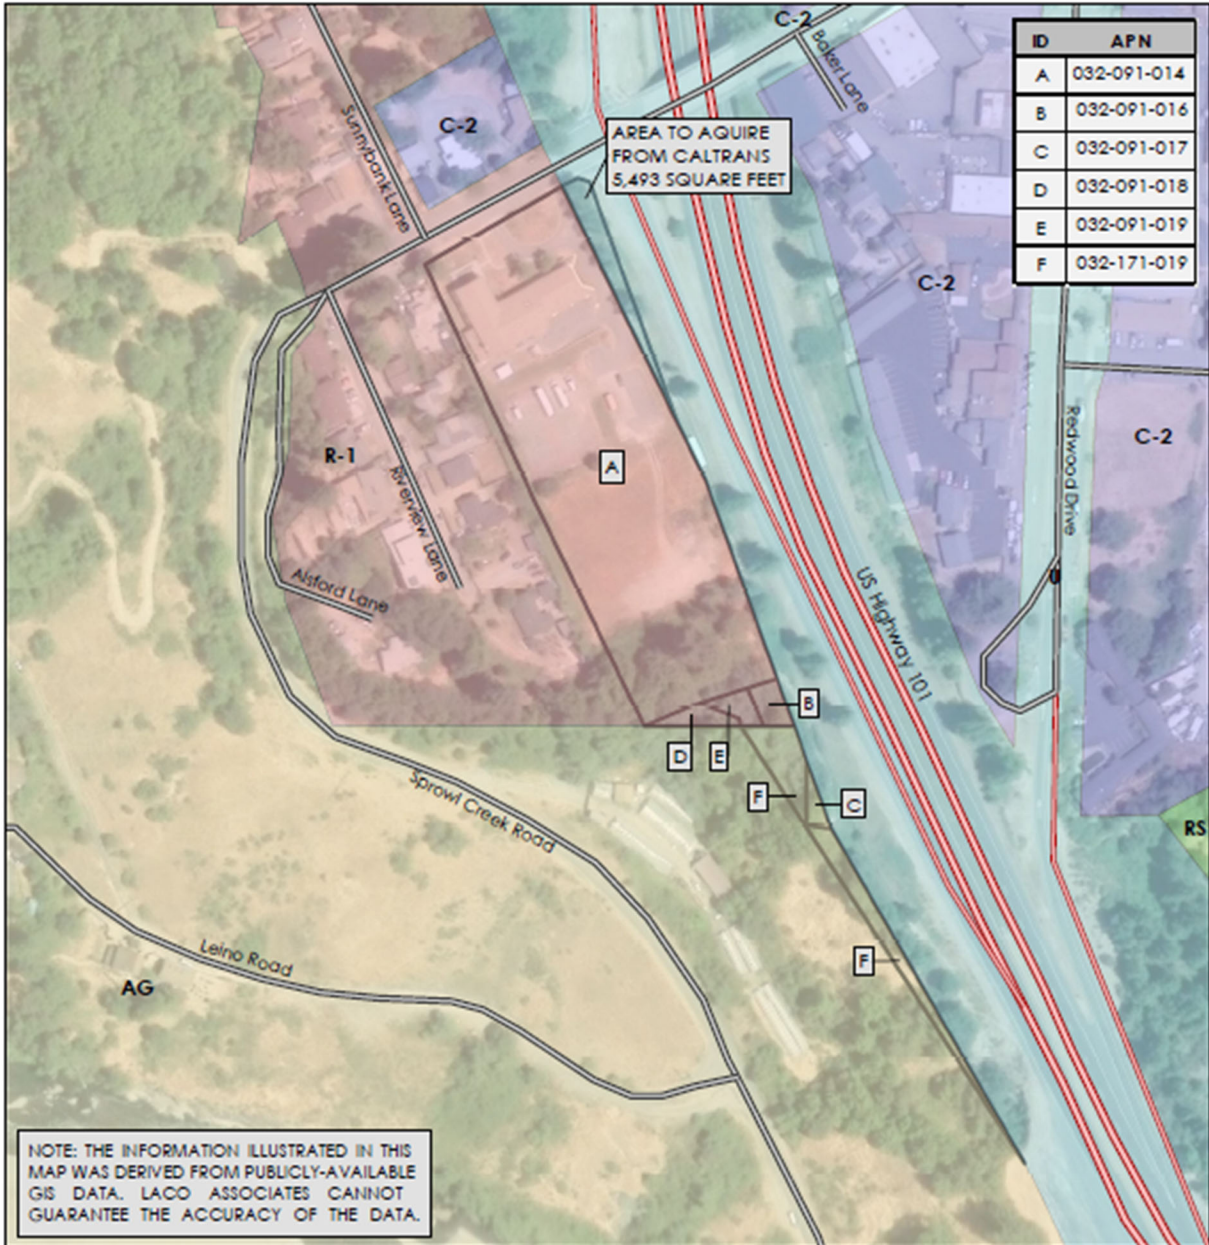 C-2
Baker Lane
ID APN
A 032-091-014
B 032-091-016
C 032-091-017
D 032-091-018
E 032-091-019
F 032-171-019
Sunnybank Lane
C-2
AREA TO AQUIRE
FROM CALTRANS
5,493 SQUARE FEET
C-2
Redwood Drive
C-2
R-1
A
Riverview Lane
Alsford Lane
US Highway 101
B
D
E
F
C
Sprowl Creek Road
RS
Leino Road
F
AG
NOTE: THE INFORMATION ILLUSTRATED IN THIS
MAP WAS DERIVED FROM PUBLICLY-AVAILABLE
GIS DATA. LACO ASSOCIATES CANNOT
GUARANTEE THE ACCURACY OF THE DATA.